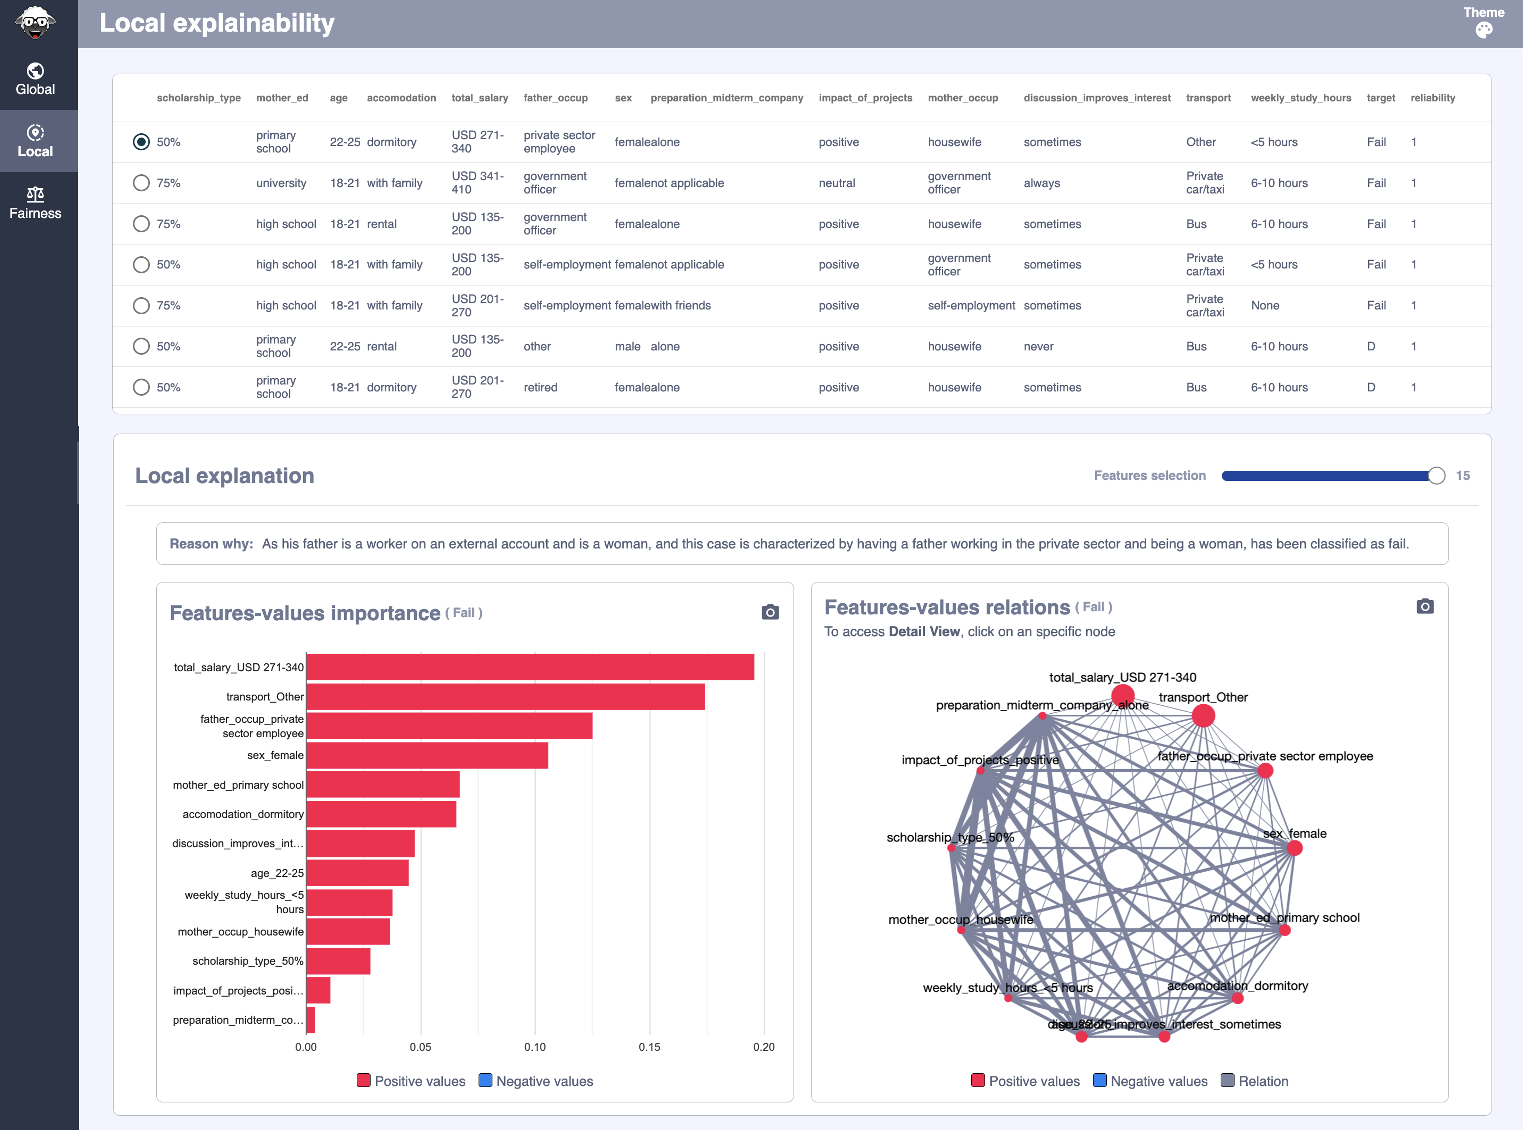 Local explainability
Theme
Global
Local
Fairness
scholarship_type mother_ed age accomodation total_salary father_occup sex preparation_midterm_company impact_of_projects mother_occup discussion_improves_interest transport weekly_study_hours target reliability
50% primary school 22-25 dormitory USD 271-340 private sector employee female alone positive housewife sometimes Other <5 hours Fail 1
75% university 18-21 with family USD 341-410 government officer female not applicable neutral government officer always Private car/taxi 6-10 hours Fail 1
75% high school 18-21 rental USD 135-200 government officer female alone positive housewife sometimes Bus 6-10 hours Fail 1
50% high school 18-21 with family USD 135-200 self-employment female not applicable positive government officer sometimes Private car/taxi <5 hours Fail 1
75% high school 18-21 with family USD 201-270 self-employment female with friends positive self-employment sometimes Private car/taxi None Fail 1
50% primary school 22-25 rental USD 135-200 other male alone positive housewife never Bus 6-10 hours D 1
50% primary school 18-21 dormitory USD 201-270 retired female alone positive housewife sometimes Bus 6-10 hours D 1
Local explanation
Features selection 15
Reason why: As his father is a worker on an external account and is a woman, and this case is characterized by having a father working in the private sector and being a woman, has been classified as fail.
Features-values importance ( Fail )
total_salary_USD 271-340
transport_Other
father_occup_private
sector employee
sex_female
mother_ed_primary school
accomodation_dormitory
discussion_improves_int...
age_22-25
weekly_study_hours_<5
hours
mother_occup_housewife
scholarship_type_50%
impact_of_projects_posi...
preparation_midterm_co...
0.00 0.05 0.10 0.15 0.20
Positive values Negative values
Features-values relations ( Fail )
To access Detail View, click on an specific node
total_salary_USD 271-340
transport_Other
preparation_midterm_company_alone
father_occup_private sector employee
impact_of_projects_positive
sex_female
scholarship_type_50%
mother_ed_primary school
mother_occup_housewife
accomodation_dormitory
weekly_study_hours_<5 hours
discussion_improves_interest_sometimes
age_22-25
Positive values Negative values Relation